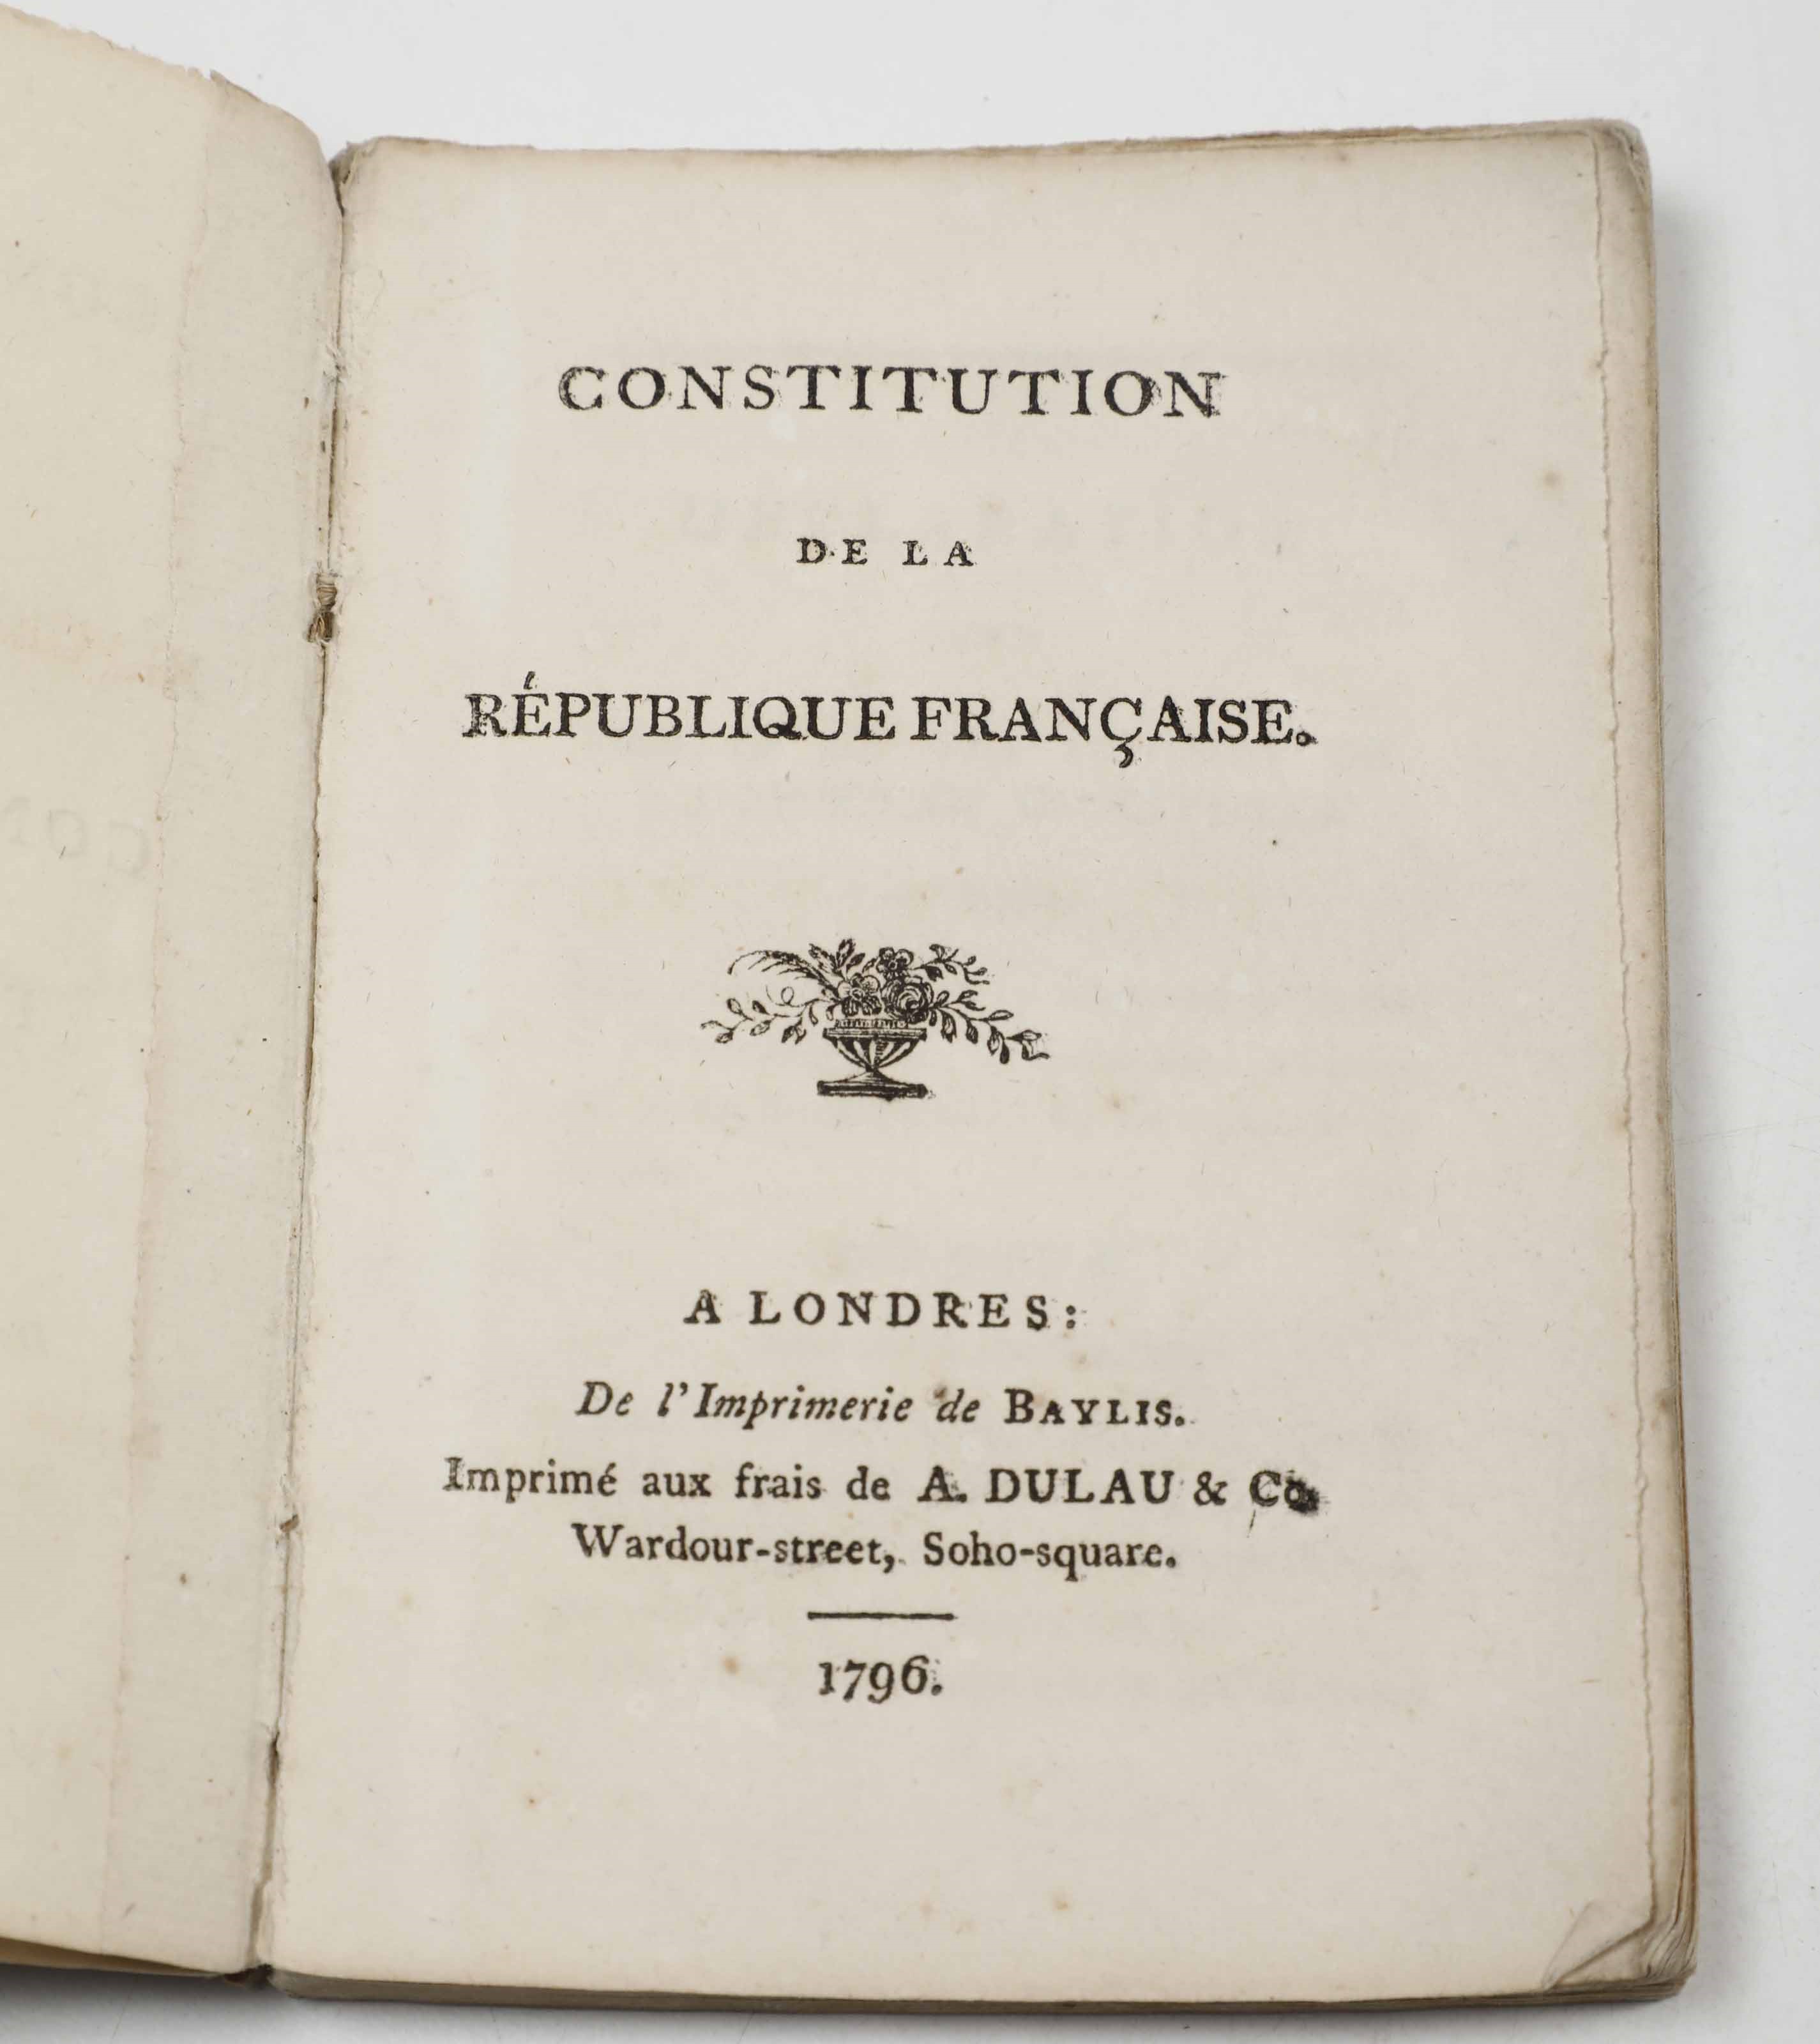 CONSTITUTION
DE LA
RÉPUBLIQUE FRANÇAISE.
A LONDRES:
De l'Imprimerie de BAYLIS.
Imprimé aux frais de A. DULAU & Co.
Wardour-street, Soho-square.
1796.